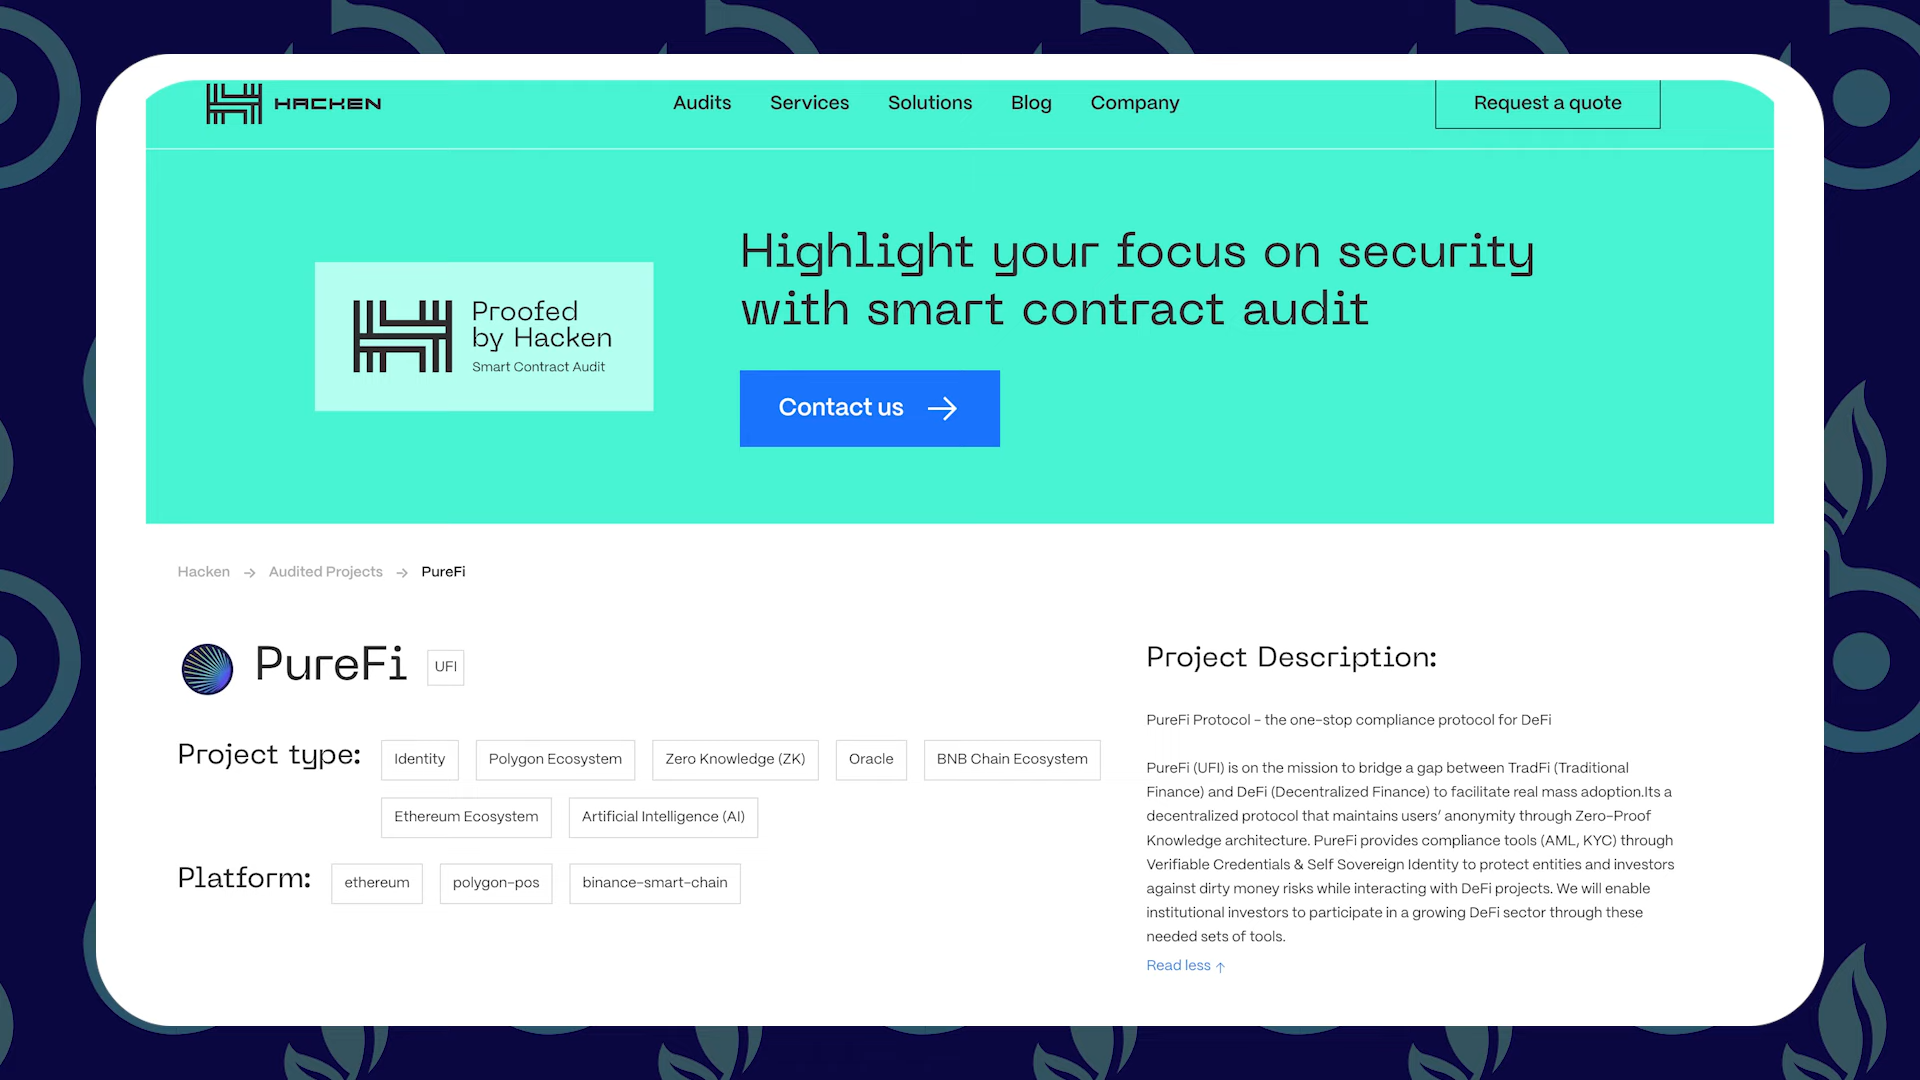 HACKEN
Audits Services Solutions Blog Company
Request a quote
Proofed
by Hacken
Smart Contract Audit
Highlight your focus on security
with smart contract audit
Contact us →
Hacken → Audited Projects → PureFi
PureFi UFI
Project type: Identity Polygon Ecosystem Zero Knowledge (ZK) Oracle BNB Chain Ecosystem
Ethereum Ecosystem Artificial Intelligence (AI)
Platform: ethereum polygon-pos binance-smart-chain
Project Description:
PureFi Protocol - the one-stop compliance protocol for DeFi
PureFi (UFI) is on the mission to bridge a gap between TradFi (Traditional
Finance) and DeFi (Decentralized Finance) to facilitate real mass adoption.Its a
decentralized protocol that maintains users’ anonymity through Zero-Proof
Knowledge architecture. PureFi provides compliance tools (AML, KYC) through
Verifiable Credentials & Self Sovereign Identity to protect entities and investors
against dirty money risks while interacting with DeFi projects. We will enable
institutional investors to participate in a growing DeFi sector through these
needed sets of tools.
Read less ↑